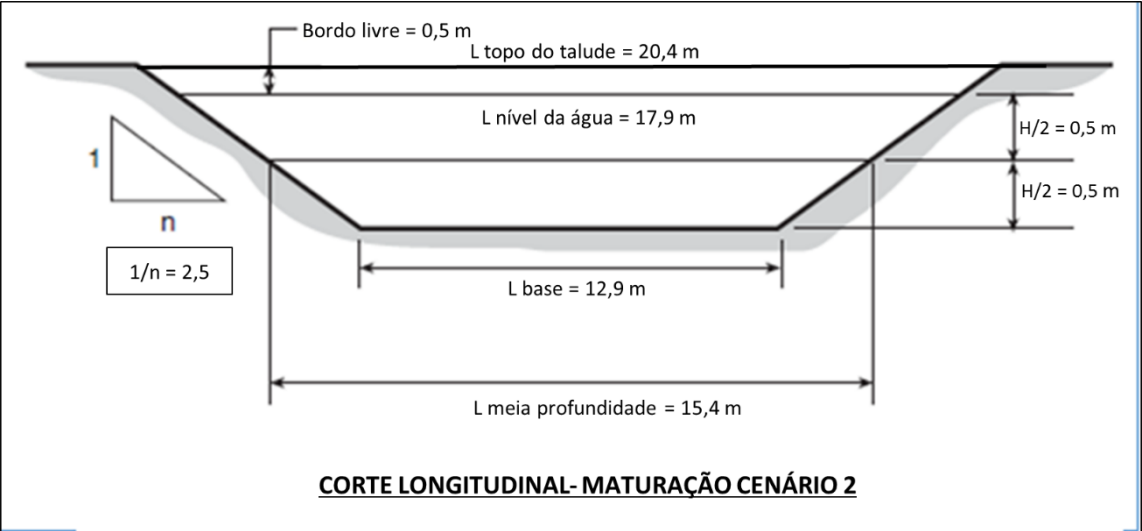 Bordo livre = 0,5 m
L topo do talude = 20,4 m
L nível da água = 17,9 m
H/2 = 0,5 m
1
H/2 = 0,5 m
n
1/n = 2,5
L base = 12,9 m
L meia profundidade = 15,4 m
CORTE LONGITUDINAL- MATURAÇÃO CENÁRIO 2